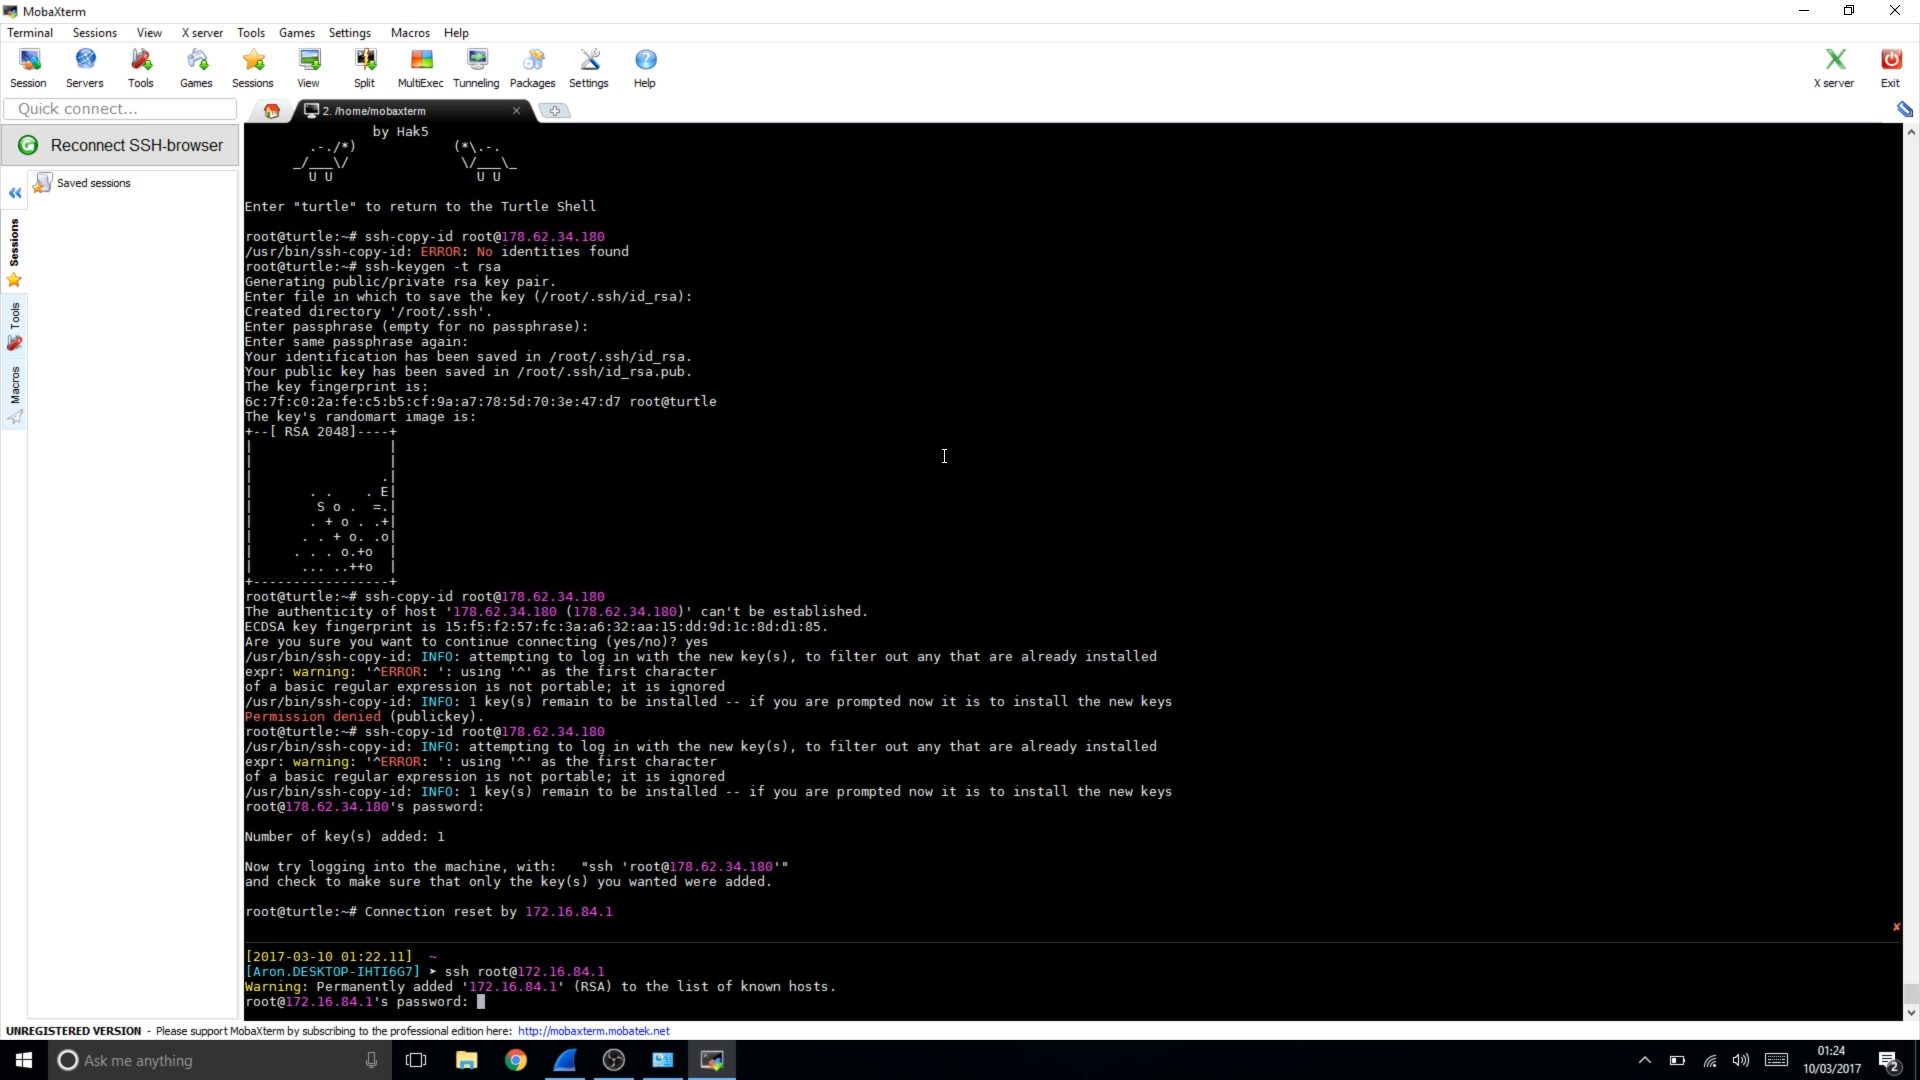 MobaXterm
Terminal Sessions View X server Tools Games Settings Macros Help
Session Servers Tools Games Sessions View Split MultiExec Tunneling Packages Settings Help X server Exit
Quick connect...
2. /home/mobaxterm
Reconnect SSH-browser
Saved sessions
Sessions
Tools
Macros
by Hak5
.-./*) (*\.-.
_/___\/ \/___\_
U U U U
Enter "turtle" to return to the Turtle Shell
root@turtle:~# ssh-copy-id root@178.62.34.180
/usr/bin/ssh-copy-id: ERROR: No identities found
root@turtle:~# ssh-keygen -t rsa
Generating public/private rsa key pair.
Enter file in which to save the key (/root/.ssh/id_rsa):
Created directory '/root/.ssh'.
Enter passphrase (empty for no passphrase):
Enter same passphrase again:
Your identification has been saved in /root/.ssh/id_rsa.
Your public key has been saved in /root/.ssh/id_rsa.pub.
The key fingerprint is:
6c:7f:c0:2a:fe:c5:b5:cf:9a:a7:78:5d:70:3e:47:d7 root@turtle
The key's randomart image is:
+--[ RSA 2048]----+
|                 |
|                 |
|                .|
|       . .    . E|
|        S o .  =.|
|       . + o . .+|
|      . . + o. .o|
|     . . . o.+o  |
|      ... ..++o  |
+-----------------+
root@turtle:~# ssh-copy-id root@178.62.34.180
The authenticity of host '178.62.34.180 (178.62.34.180)' can't be established.
ECDSA key fingerprint is 15:f5:f2:57:fc:3a:a6:32:aa:15:dd:9d:1c:8d:d1:85.
Are you sure you want to continue connecting (yes/no)? yes
/usr/bin/ssh-copy-id: INFO: attempting to log in with the new key(s), to filter out any that are already installed
expr: warning: '^ERROR: ': using '^' as the first character
of a basic regular expression is not portable; it is ignored
/usr/bin/ssh-copy-id: INFO: 1 key(s) remain to be installed -- if you are prompted now it is to install the new keys
Permission denied (publickey).
root@turtle:~# ssh-copy-id root@178.62.34.180
/usr/bin/ssh-copy-id: INFO: attempting to log in with the new key(s), to filter out any that are already installed
expr: warning: '^ERROR: ': using '^' as the first character
of a basic regular expression is not portable; it is ignored
/usr/bin/ssh-copy-id: INFO: 1 key(s) remain to be installed -- if you are prompted now it is to install the new keys
root@178.62.34.180's password:
Number of key(s) added: 1
Now try logging into the machine, with:   "ssh 'root@178.62.34.180'"
and check to make sure that only the key(s) you wanted were added.
root@turtle:~# Connection reset by 172.16.84.1
[2017-03-10 01:22.11]  ~
[Aron.DESKTOP-IHTI6G7] ➤ ssh root@172.16.84.1
Warning: Permanently added '172.16.84.1' (RSA) to the list of known hosts.
root@172.16.84.1's password:
UNREGISTERED VERSION - Please support MobaXterm by subscribing to the professional edition here: http://mobaxterm.mobatek.net
Ask me anything
01:24
10/03/2017
2